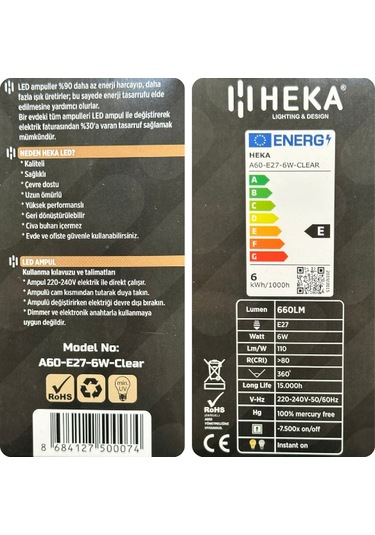 LED ampuller %90 daha az enerji harcayıp, daha
fazla ışık üretirler; bu sayede enerji tasarrufu elde
edilmesine yardımcı olurlar.
Bir evdeki tüm ampulleri LED ampul ile değiştirerek
elektrik faturasından %30'a varan tasarruf sağlamak
mümkündür.
NEDEN HEKA LED?
• Kaliteli
• Sağlıklı
• Çevre dostu
• Uzun ömürlü
• Yüksek performanslı
• Geri dönüştürülebilir
• Civa buharı içermez
• Evde ve ofiste güvenle kullanabilirsiniz.
LED AMPUL
Kullanma kılavuzu ve talimatları
• Ampul 220-240V elektrik ile direkt çalışır.
• Ampulü cam kısmından tutarak duya takınız.
• Ampulü değiştirirken elektriği devre dışı bırakın.
• Dimmer ve elektronik anahtarla kullanmaya
uygun değildir.
Model No:
A60-E27-6W-Clear
RoHS
min.
UV
8 684127 500074
HEKA®
LIGHTING & DESIGN
ENERG
HEKA
A60-E27-6W-CLEAR
A
B
C
D
E
F
G
E
6
kWh/1000h
2019/2015
Lumen 660LM
E27
Watt 6W
Lm/W 110
R(CRI) >80
360°
Long Life 15.000h
V-Hz 220-240V-50/60Hz
Hg 100% mercury free
-7.500x on/off
Instant on
RoHS
CE